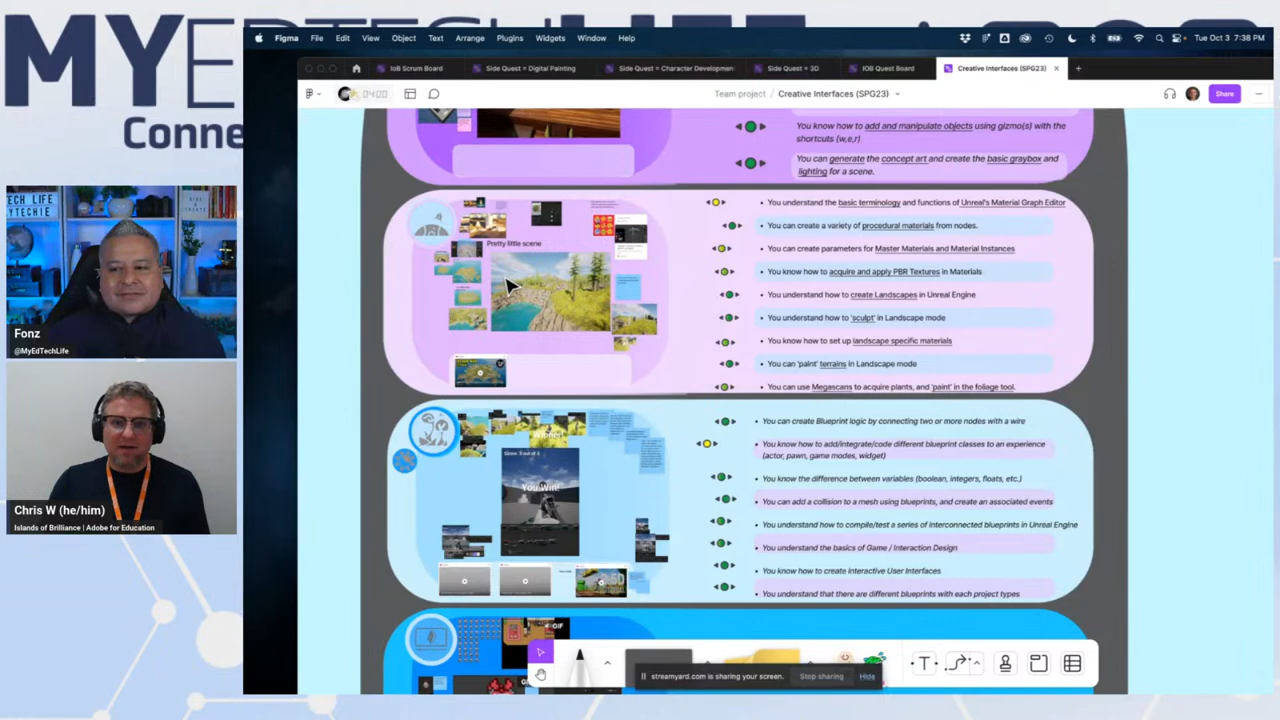 MYEDTECHLIFE
Conne
Figma File Edit View Object Text Arrange Plugins Widgets Window Help
Tue Oct 3 7:38 PM
IoB Scrum Board
Side Quest = Digital Painting
Side Quest = Character Developmen
Side Quest = 3D
IOB Quest Board
Creative Interfaces (SPG23)
04:00
Team project / Creative Interfaces (SPG23)
Share
You know how to add and manipulate objects using gizmo(s) with the
shortcuts (w,e,r)
You can generate the concept art and create the basic graybox and
lighting for a scene.
Pretty little scene
• You understand the basic terminology and functions of Unreal's Material Graph Editor
• You can create a variety of procedural materials from nodes.
• You can create parameters for Master Materials and Material Instances
• You know how to acquire and apply PBR Textures in Materials
• You understand how to create Landscapes in Unreal Engine
• You understand how to 'sculpt' in Landscape mode
• You know how to set up landscape specific materials
• You can 'paint' terrains in Landscape mode
• You can use Megascans to acquire plants, and 'paint' in the foliage tool.
Winner
You Win!
• You can create Blueprint logic by connecting two or more nodes with a wire
• You know how to add/integrate/code different blueprint classes to an experience
(actor, pawn, game modes, widget)
• You know the difference between variables (boolean, integers, floats, etc.)
• You can add a collision to a mesh using blueprints, and create an associated events
• You understand how to compile/test a series of interconnected blueprints in Unreal Engine
• You understand the basics of Game / Interaction Design
• You know how to create interactive User Interfaces
• You understand that there are different blueprints with each project types
GIF
T
streamyard.com is sharing your screen.
Stop sharing
Hide
TECH LIFE
YTECHIE
RISE &
CREATE
Fonz
@MyEdTechLife
Chris W (he/him)
Islands of Brilliance | Adobe for Education